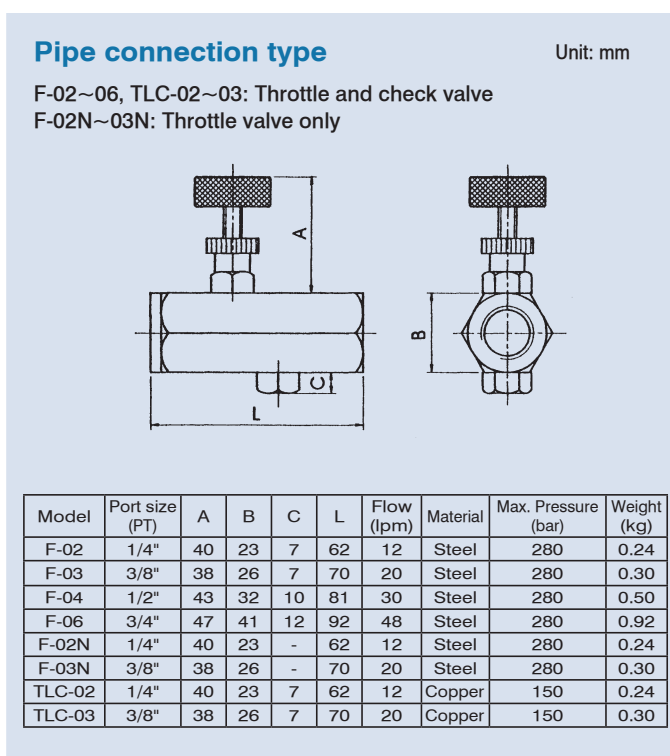 Pipe connection type
Unit: mm
F-02~06, TLC-02~03: Throttle and check valve
F-02N~03N: Throttle valve only
A
B
C
L
Model Port size (PT) A B C L Flow (lpm) Material Max. Pressure (bar) Weight (kg)
F-02 1/4" 40 23 7 62 12 Steel 280 0.24
F-03 3/8" 38 26 7 70 20 Steel 280 0.30
F-04 1/2" 43 32 10 81 30 Steel 280 0.50
F-06 3/4" 47 41 12 92 48 Steel 280 0.92
F-02N 1/4" 40 23 - 62 12 Steel 280 0.24
F-03N 3/8" 38 26 - 70 20 Steel 280 0.30
TLC-02 1/4" 40 23 7 62 12 Copper 150 0.24
TLC-03 3/8" 38 26 7 70 20 Copper 150 0.30